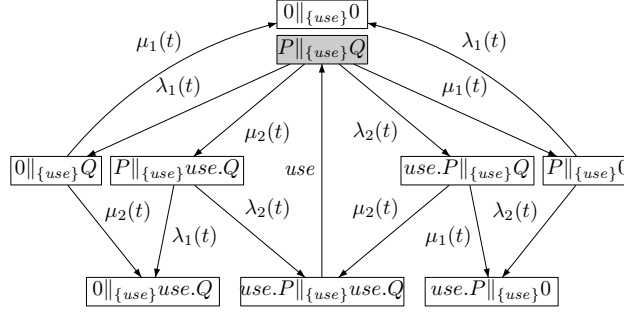 0||_{use}0
P||_{use}Q
μ₁(t) λ₁(t)
λ₁(t) μ₁(t)
μ₂(t) λ₂(t)
use
0||_{use}Q P||_{use}use.Q use.P||_{use}Q P||_{use}0
μ₂(t) λ₁(t) λ₂(t) μ₂(t) μ₁(t) λ₂(t)
0||_{use}use.Q use.P||_{use}use.Q use.P||_{use}0